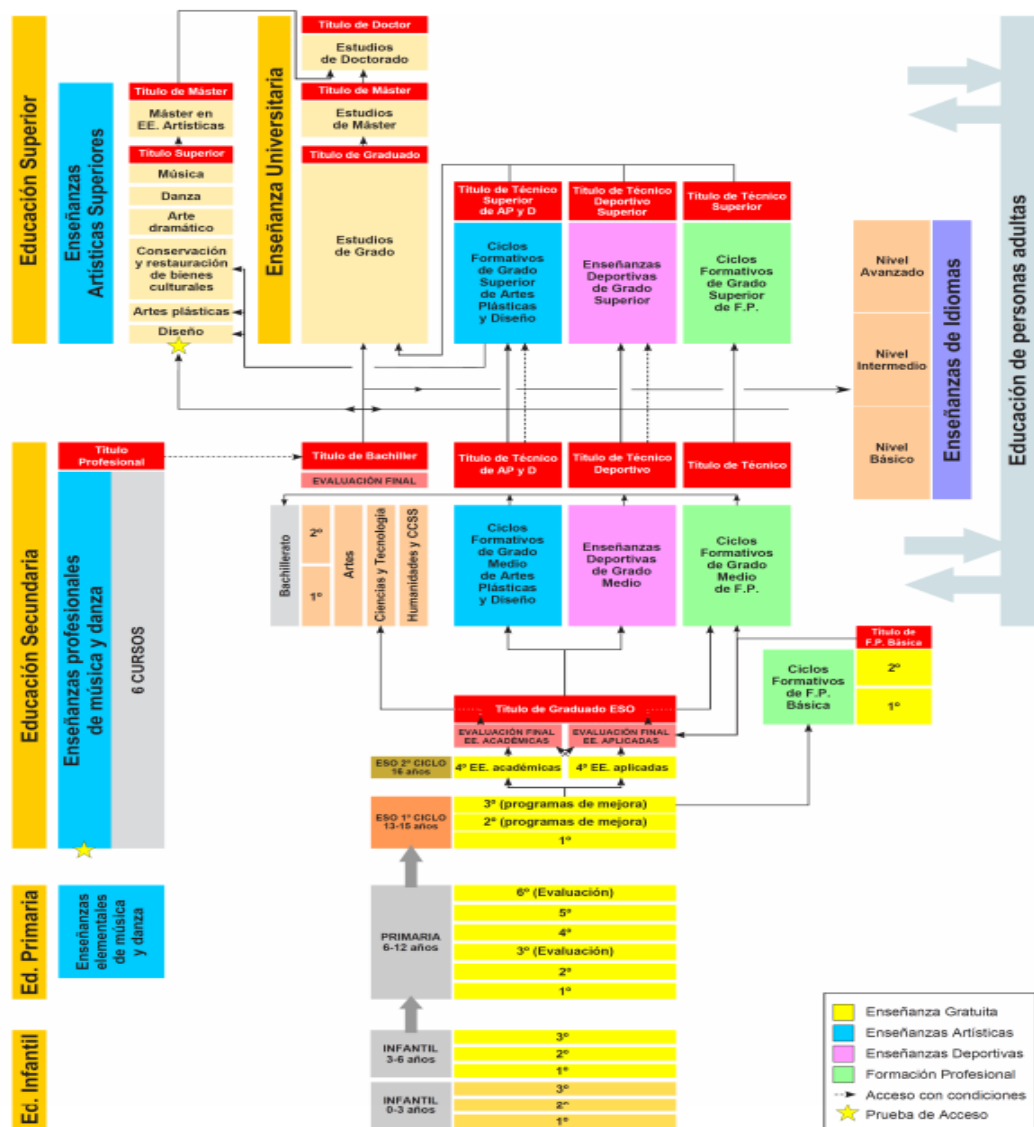 Educación Superior
Enseñanzas
Artísticas Superiores
Título de Máster
Máster en
EE. Artísticas
Título Superior
Música
Danza
Arte
dramático
Conservación
y restauración
de bienes
culturales
Artes plásticas
Diseño
Enseñanza Universitaria
Título de Doctor
Estudios
de Doctorado
Título de Máster
Estudios
de Máster
Título de Graduado
Estudios
de Grado
Título de Técnico
Superior
de AP y D
Ciclos
Formativos
de Grado
Superior
de Artes
Plásticas
y Diseño
Título de Técnico
Deportivo
Superior
Enseñanzas
Deportivas
de Grado
Superior
Título de Técnico
Superior
Ciclos
Formativos
de Grado
Superior
de F.P.
Nivel
Avanzado
Nivel
Intermedio
Nivel
Básico
Enseñanzas de Idiomas
Educación de personas adultas
Educación Secundaria
Enseñanzas profesionales
de música y danza
Título
Profesional
6 CURSOS
Título de Bachiller
EVALUACIÓN FINAL
Bachillerato
2º
1º
Artes
Ciencias y Tecnología
Humanidades y CCSS
Título de Técnico
de AP y D
Ciclos
Formativos
de Grado
Medio
de Artes
Plásticas
y Diseño
Título de Técnico
Deportivo
Enseñanzas
Deportivas
de Grado
Medio
Título de Técnico
Ciclos
Formativos
de Grado
Medio
de F.P.
Título de
F.P. Básica
Ciclos
Formativos
de F.P.
Básica
2º
1º
Título de Graduado ESO
EVALUACIÓN FINAL
EE. ACADÉMICAS
EVALUACIÓN FINAL
EE. APLICADAS
ESO 2º CICLO
16 años
4º EE. académicas
4º EE. aplicadas
ESO 1º CICLO
13-15 años
3º (programas de mejora)
2º (programas de mejora)
1º
Ed. Primaria
Enseñanzas
elementales
de música
y danza
PRIMARIA
6-12 años
6º (Evaluación)
5º
4º
3º (Evaluación)
2º
1º
Ed. Infantil
INFANTIL
3-6 años
3º
2º
1º
INFANTIL
0-3 años
3º
2º
1º
Enseñanza Gratuita
Enseñanzas Artísticas
Enseñanzas Deportivas
Formación Profesional
Acceso con condiciones
Prueba de Acceso